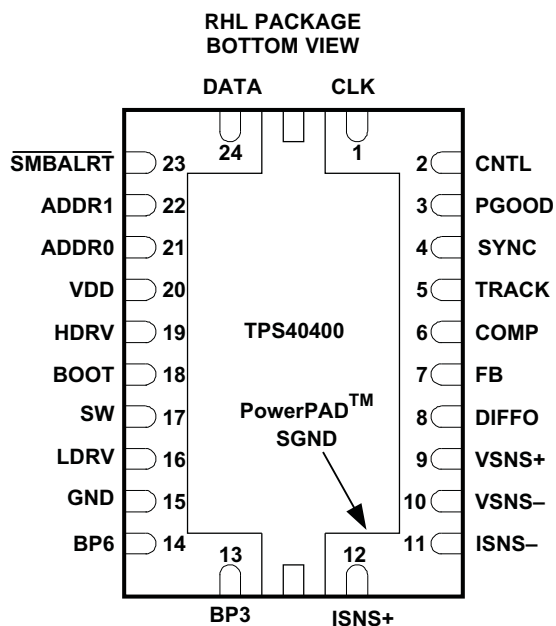 RHL PACKAGE
BOTTOM VIEW
DATA CLK
24 1
SMBALRT 23 2 CNTL
ADDR1 22 3 PGOOD
ADDR0 21 4 SYNC
VDD 20 5 TRACK
HDRV 19 TPS40400 6 COMP
BOOT 18 7 FB
SW 17 PowerPAD™ 8 DIFFO
SGND
LDRV 16 9 VSNS+
GND 15 10 VSNS–
BP6 14 11 ISNS–
13 12
BP3 ISNS+